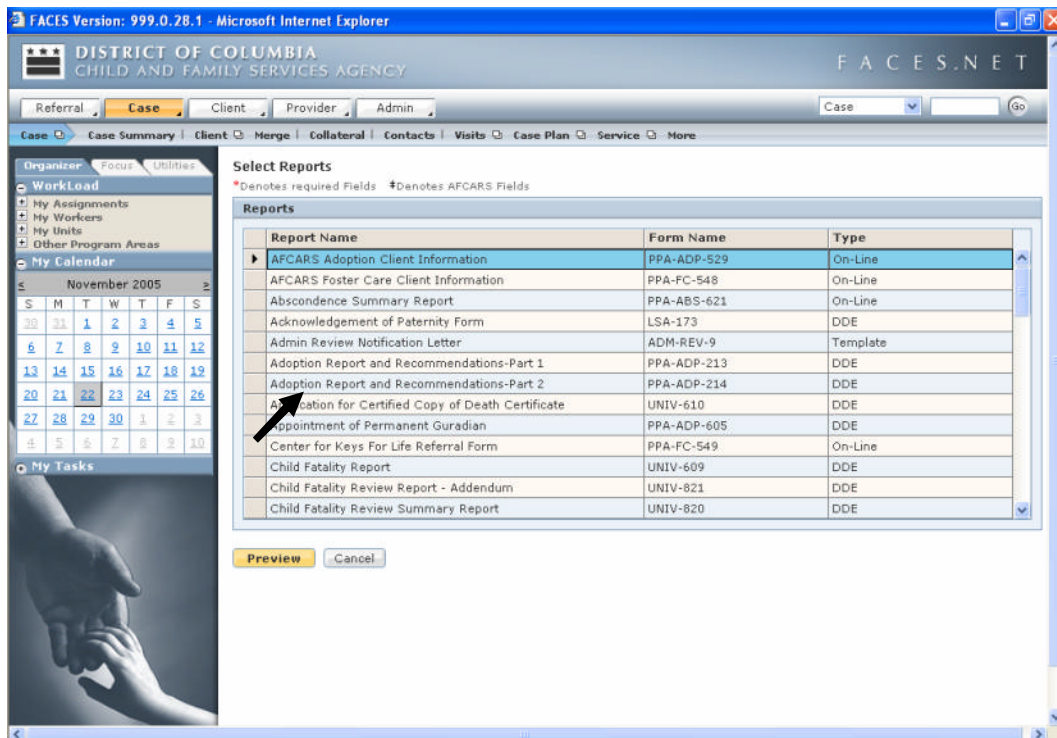 FACES Version: 999.0.28.1 - Microsoft Internet Explorer
DISTRICT OF COLUMBIA
CHILD AND FAMILY SERVICES AGENCY
FACES.NET
Referral Case Client Provider Admin Case Go
Case Case Summary | Client Merge | Collateral | Contacts | Visits Case Plan Service More
Organizer Focus Utilities
WorkLoad
My Assignments
My Workers
My Units
Other Program Areas
My Calendar
< November 2005 >
S M T W T F S
30 31 1 2 3 4 5
6 7 8 9 10 11 12
13 14 15 16 17 18 19
20 21 22 23 24 25 26
27 28 29 30 1 2 3
4 5 6 7 8 9 10
My Tasks
Select Reports
*Denotes required Fields ‡Denotes AFCARS Fields
Reports
Report Name Form Name Type
AFCARS Adoption Client Information PPA-ADP-529 On-Line
AFCARS Foster Care Client Information PPA-FC-548 On-Line
Abscondence Summary Report PPA-ABS-621 On-Line
Acknowledgement of Paternity Form LSA-173 DDE
Admin Review Notification Letter ADM-REV-9 Template
Adoption Report and Recommendations-Part 1 PPA-ADP-213 DDE
Adoption Report and Recommendations-Part 2 PPA-ADP-214 DDE
for Certified Copy of Death Certificate UNIV-610 DDE
Appointment of Permanent Guradian PPA-ADP-605 DDE
Center for Keys For Life Referral Form PPA-FC-549 On-Line
Child Fatality Report UNIV-609 DDE
Child Fatality Review Report - Addendum UNIV-821 DDE
Child Fatality Review Summary Report UNIV-820 DDE
Preview Cancel